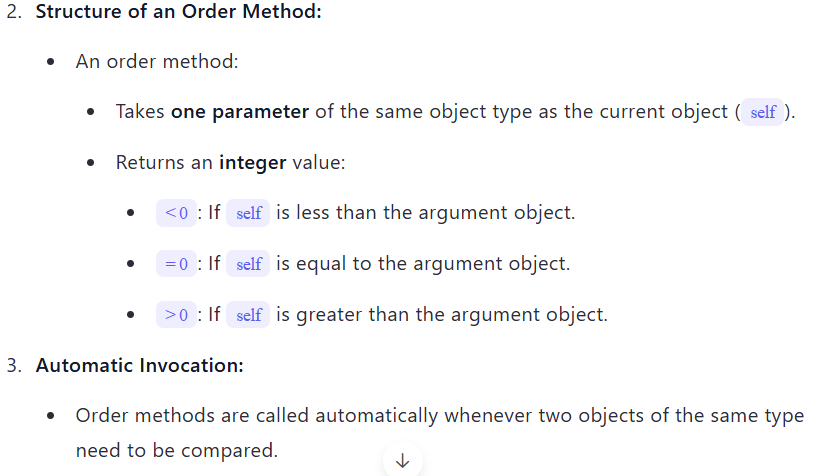 2. Structure of an Order Method:
• An order method:
• Takes one parameter of the same object type as the current object ( self ).
• Returns an integer value:
• <0 : If self is less than the argument object.
• =0 : If self is equal to the argument object.
• >0 : If self is greater than the argument object.
3. Automatic Invocation:
• Order methods are called automatically whenever two objects of the same type
need to be compared.